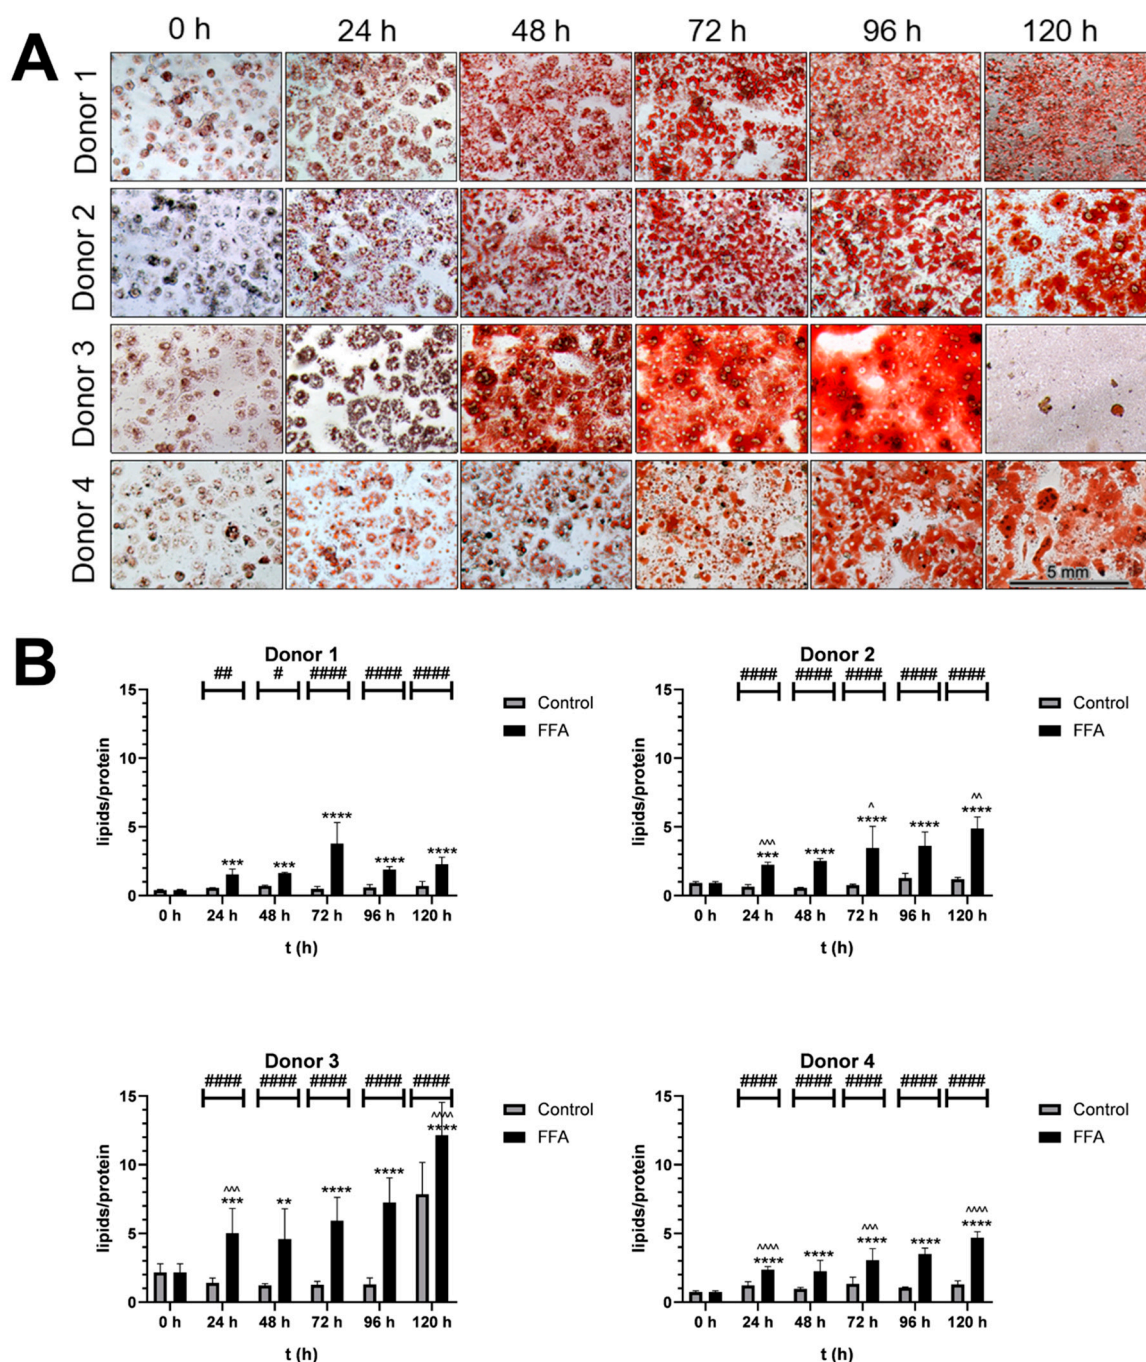 A
0 h 24 h 48 h 72 h 96 h 120 h
Donor 1
Donor 2
Donor 3
Donor 4
5 mm
B
Donor 1
## # #### #### ####
15
10
5
0
lipids/protein
*** *** **** **** ****
0 h 24 h 48 h 72 h 96 h 120 h
t (h)
Control
FFA
Donor 2
#### #### #### #### ####
15
10
5
0
lipids/protein
^^^ ^ ^^
*** **** **** **** ****
0 h 24 h 48 h 72 h 96 h 120 h
t (h)
Control
FFA
Donor 3
#### #### #### #### ####
15
10
5
0
lipids/protein
^^^ ^^^^
*** ** **** **** ****
0 h 24 h 48 h 72 h 96 h 120 h
t (h)
Control
FFA
Donor 4
#### #### #### #### ####
15
10
5
0
lipids/protein
^^^^ ^^^ ^^^^
**** **** **** **** ****
0 h 24 h 48 h 72 h 96 h 120 h
t (h)
Control
FFA